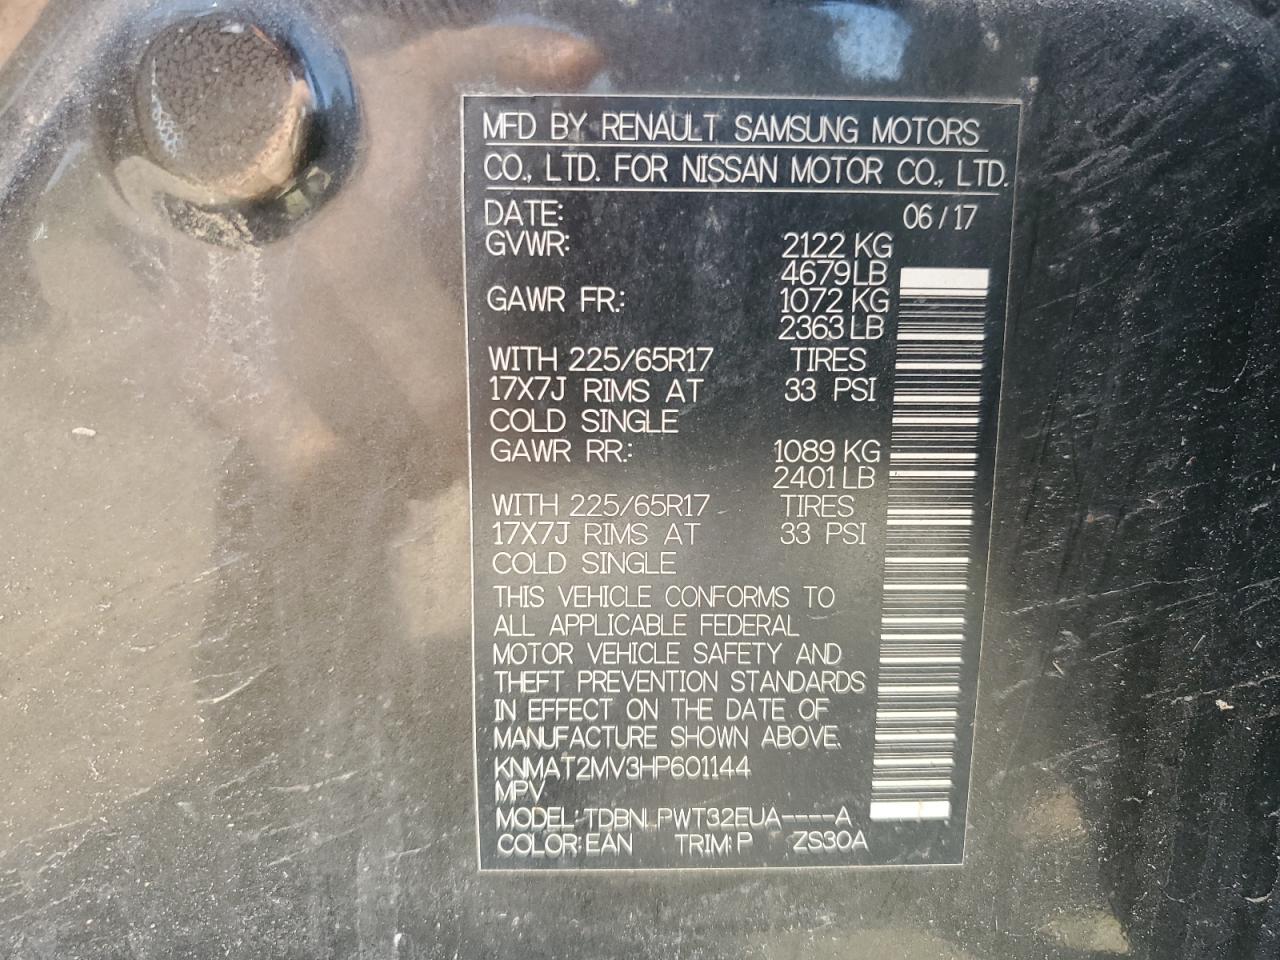 MFD BY RENAULT SAMSUNG MOTORS
CO., LTD. FOR NISSAN MOTOR CO., LTD.
DATE: 06/17
GVWR: 2122 KG
4679 LB
GAWR FR.: 1072 KG
2363 LB
WITH 225/65R17 TIRES
17X7J RIMS AT 33 PSI
COLD SINGLE
GAWR RR.: 1089 KG
2401 LB
WITH 225/65R17 TIRES
17X7J RIMS AT 33 PSI
COLD SINGLE
THIS VEHICLE CONFORMS TO
ALL APPLICABLE FEDERAL
MOTOR VEHICLE SAFETY AND
THEFT PREVENTION STANDARDS
IN EFFECT ON THE DATE OF
MANUFACTURE SHOWN ABOVE.
KNMAT2MV3HP601144
MPV
MODEL: TDBNLPWT32EUA----A
COLOR: EAN TRIM: P ZS30A